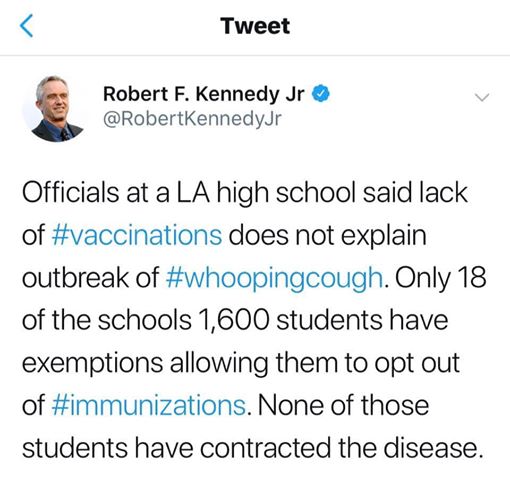 Tweet
Robert F. Kennedy Jr
@RobertKennedyJr
Officials at a LA high school said lack
of #vaccinations does not explain
outbreak of #whoopingcough. Only 18
of the schools 1,600 students have
exemptions allowing them to opt out
of #immunizations. None of those
students have contracted the disease.